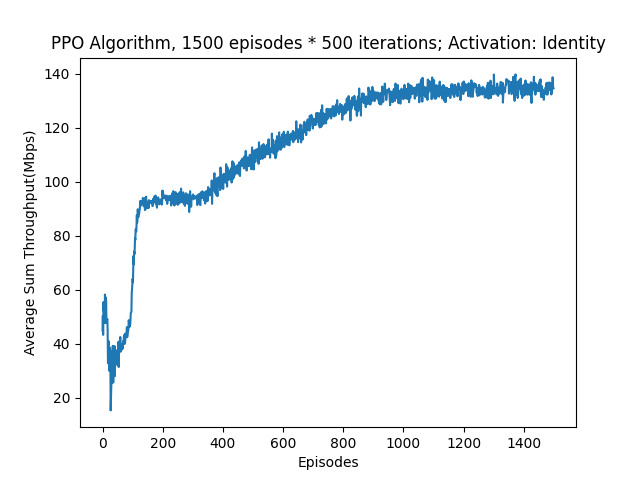 PPO Algorithm, 1500 episodes * 500 iterations; Activation: Identity
Average Sum Throughput(Mbps)
140
120
100
80
60
40
20
0 200 400 600 800 1000 1200 1400
Episodes